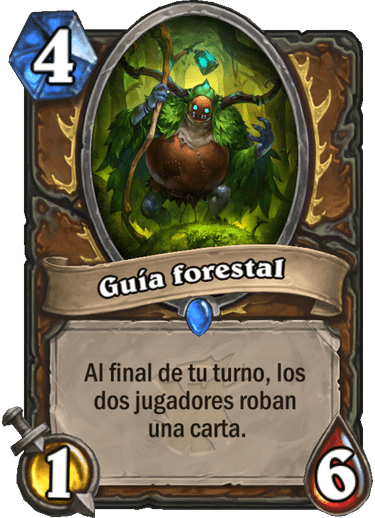 4
Guía forestal
Al final de tu turno, los
dos jugadores roban
una carta.
1
6